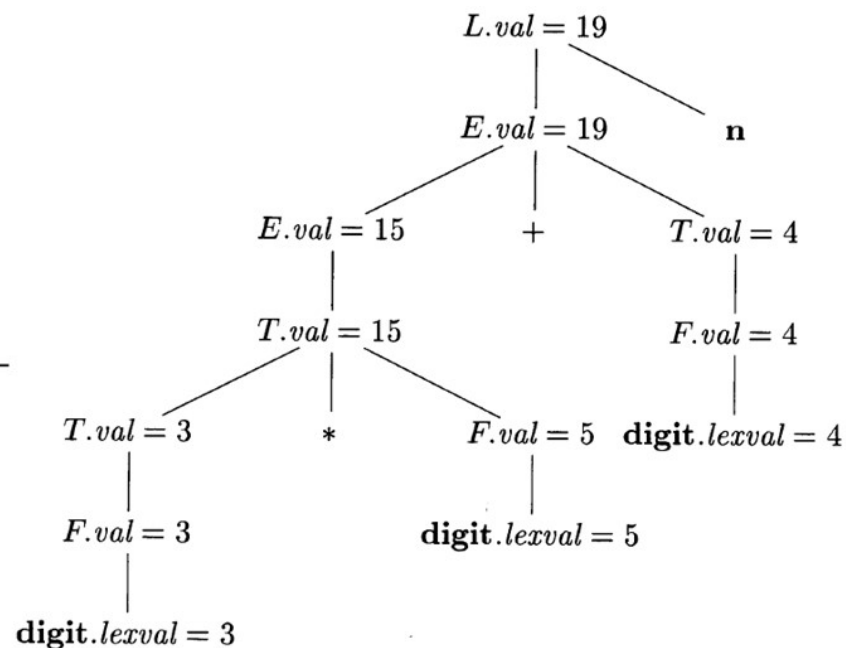 L.val = 19
E.val = 19 n
E.val = 15 + T.val = 4
T.val = 15 F.val = 4
T.val = 3 * F.val = 5 digit.lexval = 4
F.val = 3 digit.lexval = 5
digit.lexval = 3